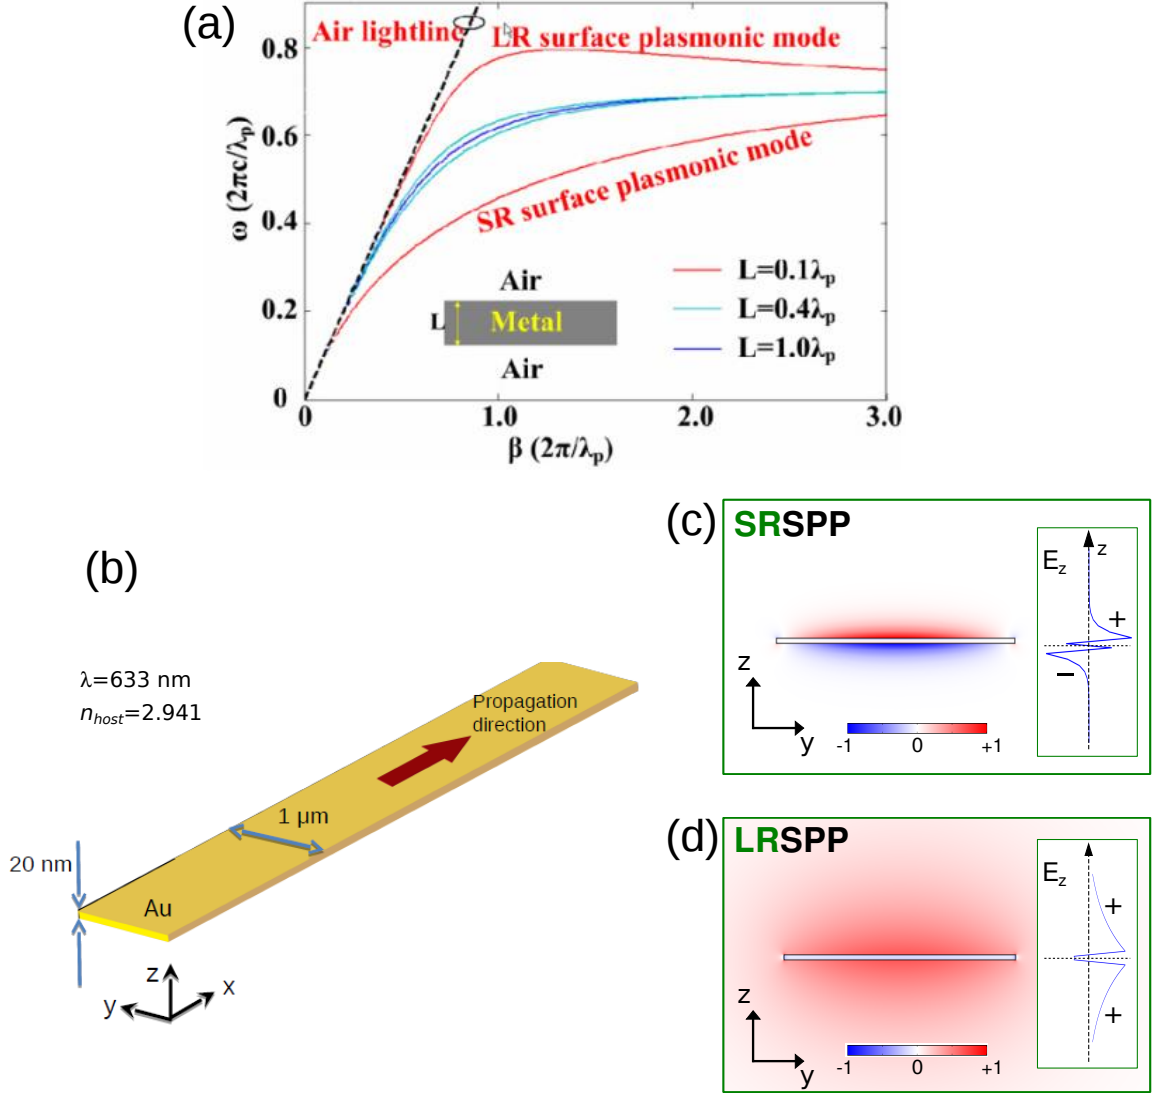 (a)
Air lightline
LR surface plasmonic mode
0.8
0.6
0.4
0.2
0
ω (2πc/λp)
SR surface plasmonic mode
Air
L
Metal
Air
L=0.1λp
L=0.4λp
L=1.0λp
0
1.0
2.0
3.0
β (2π/λp)
(b)
λ=633 nm
nhost=2.941
Propagation
direction
1 μm
20 nm
Au
z
y
x
(c)
SRSPP
Ez
z
+
−
z
y
-1
0
+1
(d)
LRSPP
Ez
+
+
z
y
-1
0
+1